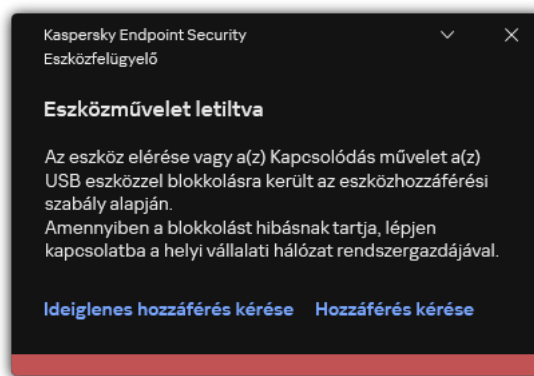 Kaspersky Endpoint Security
Eszközfelügyelő
Eszközművelet letiltva
Az eszköz elérése vagy a(z) Kapcsolódás művelet a(z)
USB eszközzel blokkolásra került az eszközhozzáférési
szabály alapján.
Amennyiben a blokkolást hibásnak tartja, lépjen
kapcsolatba a helyi vállalati hálózat rendszergazdájával.
Ideiglenes hozzáférés kérése Hozzáférés kérése